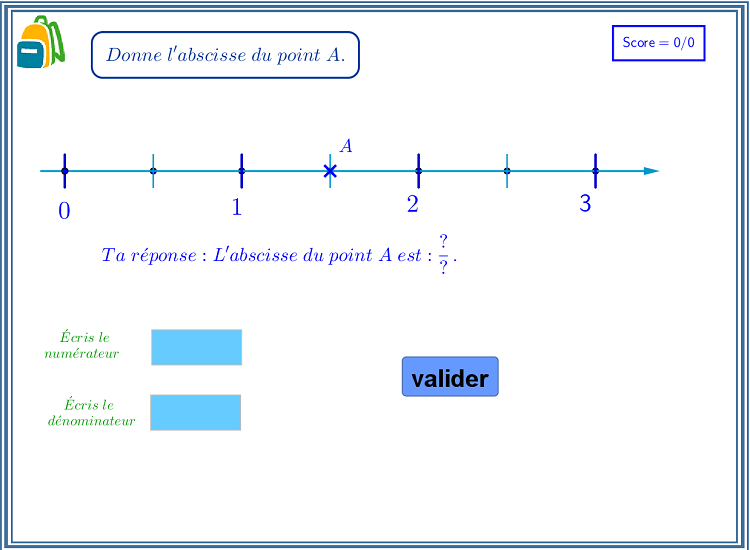 Donne l'abscisse du point A.
Score = 0/0
A
0 1 2 3
Ta réponse : L'abscisse du point A est : ?/?.
Écris le
numérateur
valider
Écris le
dénominateur